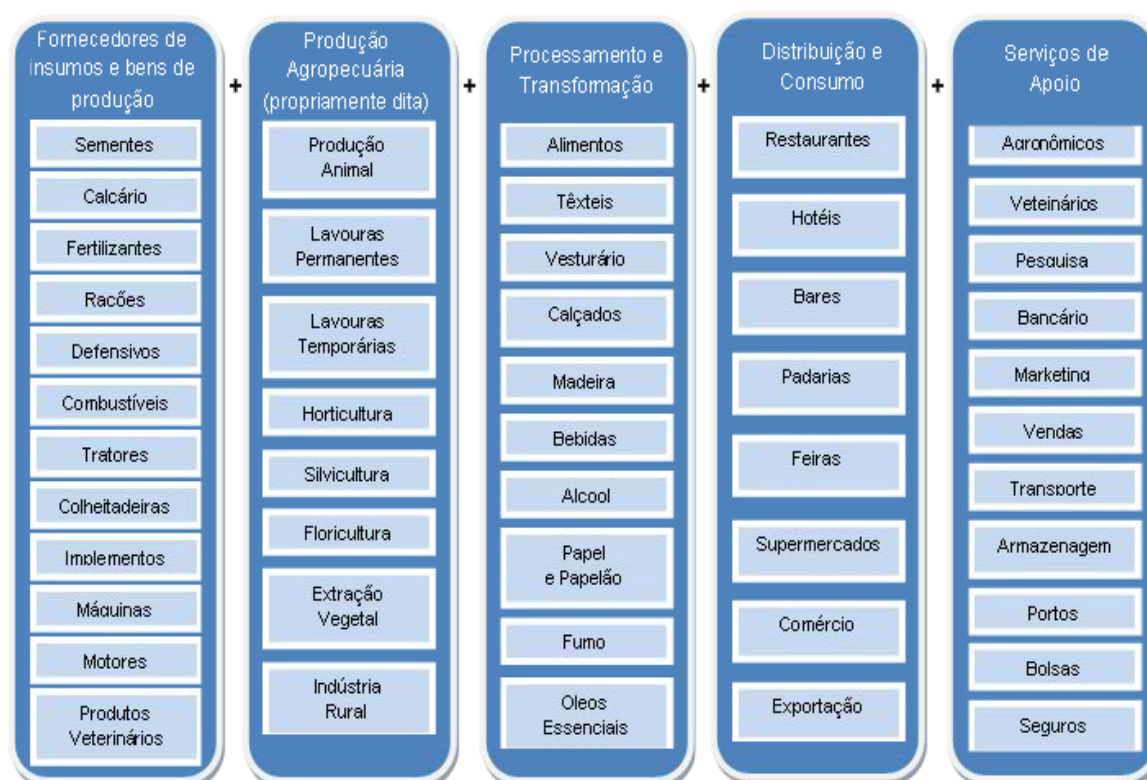 Fornecedores de
insumos e bens de
produção
Sementes
Calcário
Fertilizantes
Racões
Defensivos
Combustíveis
Tratores
Colheitadeiras
Implementos
Máquinas
Motores
Produtos
Veterinários
+
Produção
Agropecuária
(propriamente dita)
Produção
Animal
Lavouras
Permanentes
Lavouras
Temporárias
Horticultura
Silvicultura
Floricultura
Extração
Vegetal
Indústria
Rural
+
Processamento e
Transformação
Alimentos
Têxteis
Vesturário
Calçados
Madeira
Bebidas
Alcool
Papel
e Papelão
Fumo
Oleos
Essenciais
+
Distribuição e
Consumo
Restaurantes
Hotéis
Bares
Padarias
Feiras
Supermercados
Comércio
Exportação
+
Serviços de
Apoio
Agronômicos
Veteinários
Pesquisa
Bancário
Marketing
Vendas
Transporte
Armazenagem
Portos
Bolsas
Seguros